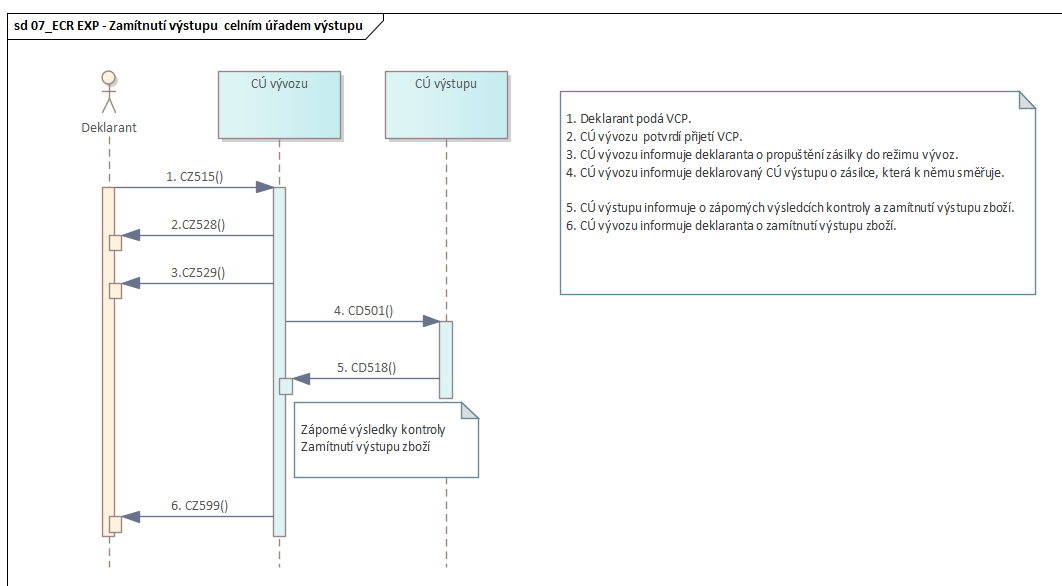 sd 07_ECR EXP - Zamítnutí výstupu  celním úřadem výstupu
Deklarant
CÚ vývozu
CÚ výstupu
1. CZ515()
2.CZ528()
3.CZ529()
4. CD501()
5. CD518()
Záporné výsledky kontroly
Zamítnutí výstupu zboží
6. CZ599()
1. Deklarant podá VCP.
2. CÚ vývozu  potvrdí přijetí VCP.
3. CÚ vývozu informuje deklaranta o propuštění zásilky do režimu vývoz.
4. CÚ vývozu informuje deklarovaný CÚ výstupu o zásilce, která k němu směřuje.
5. CÚ výstupu informuje o záporných výsledcích kontroly a zamítnutí výstupu zboží.
6. CÚ vývozu informuje deklaranta o zamítnutí výstupu zboží.